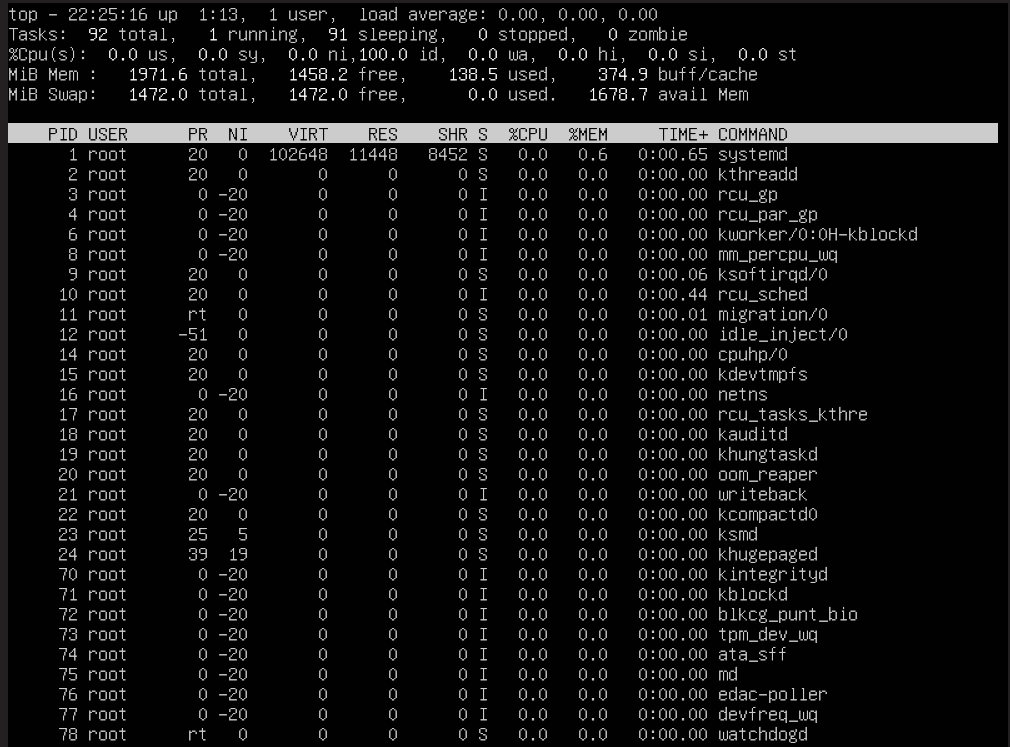 top - 22:25:16 up  1:13,  1 user,  load average: 0.00, 0.00, 0.00
Tasks:  92 total,   1 running,  91 sleeping,   0 stopped,   0 zombie
%Cpu(s):  0.0 us,  0.0 sy,  0.0 ni,100.0 id,  0.0 wa,  0.0 hi,  0.0 si,  0.0 st
MiB Mem :   1971.6 total,   1458.2 free,    138.5 used,    374.9 buff/cache
MiB Swap:   1472.0 total,   1472.0 free,      0.0 used.   1678.7 avail Mem
    PID USER      PR  NI    VIRT    RES    SHR S  %CPU  %MEM     TIME+ COMMAND
      1 root      20   0  102648  11448   8452 S   0.0   0.6   0:00.65 systemd
      2 root      20   0       0      0      0 S   0.0   0.0   0:00.00 kthreadd
      3 root       0 -20       0      0      0 I   0.0   0.0   0:00.00 rcu_gp
      4 root       0 -20       0      0      0 I   0.0   0.0   0:00.00 rcu_par_gp
      6 root       0 -20       0      0      0 I   0.0   0.0   0:00.00 kworker/0:0H-kblockd
      8 root       0 -20       0      0      0 I   0.0   0.0   0:00.00 mm_percpu_wq
      9 root      20   0       0      0      0 S   0.0   0.0   0:00.06 ksoftirqd/0
     10 root      20   0       0      0      0 I   0.0   0.0   0:00.44 rcu_sched
     11 root      rt   0       0      0      0 S   0.0   0.0   0:00.01 migration/0
     12 root     -51   0       0      0      0 S   0.0   0.0   0:00.00 idle_inject/0
     14 root      20   0       0      0      0 S   0.0   0.0   0:00.00 cpuhp/0
     15 root      20   0       0      0      0 S   0.0   0.0   0:00.00 kdevtmpfs
     16 root       0 -20       0      0      0 I   0.0   0.0   0:00.00 netns
     17 root      20   0       0      0      0 S   0.0   0.0   0:00.00 rcu_tasks_kthre
     18 root      20   0       0      0      0 S   0.0   0.0   0:00.00 kauditd
     19 root      20   0       0      0      0 S   0.0   0.0   0:00.00 khungtaskd
     20 root      20   0       0      0      0 S   0.0   0.0   0:00.00 oom_reaper
     21 root       0 -20       0      0      0 I   0.0   0.0   0:00.00 writeback
     22 root      20   0       0      0      0 S   0.0   0.0   0:00.00 kcompactd0
     23 root      25   5       0      0      0 S   0.0   0.0   0:00.00 ksmd
     24 root      39  19       0      0      0 S   0.0   0.0   0:00.00 khugepaged
     70 root       0 -20       0      0      0 I   0.0   0.0   0:00.00 kintegrityd
     71 root       0 -20       0      0      0 I   0.0   0.0   0:00.00 kblockd
     72 root       0 -20       0      0      0 I   0.0   0.0   0:00.00 blkcg_punt_bio
     73 root       0 -20       0      0      0 I   0.0   0.0   0:00.00 tpm_dev_wq
     74 root       0 -20       0      0      0 I   0.0   0.0   0:00.00 ata_sff
     75 root       0 -20       0      0      0 I   0.0   0.0   0:00.00 md
     76 root       0 -20       0      0      0 I   0.0   0.0   0:00.00 edac-poller
     77 root       0 -20       0      0      0 I   0.0   0.0   0:00.00 devfreq_wq
     78 root      rt   0       0      0      0 S   0.0   0.0   0:00.00 watchdogd